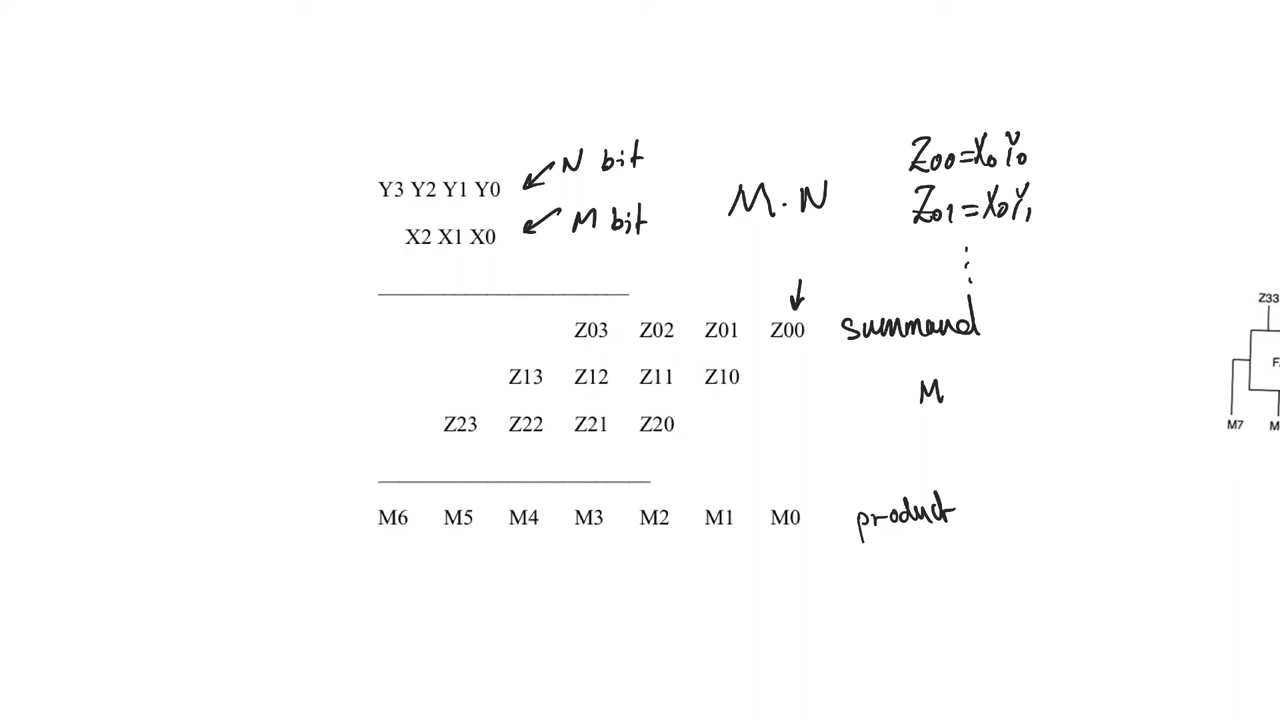 Y3 Y2 Y1 Y0
N bit
X2 X1 X0
M bit
M.N
Z00=X0Y0
Z01=X0Y1
Z03 Z02 Z01 Z00
summand
Z13 Z12 Z11 Z10
M
Z23 Z22 Z21 Z20
M6 M5 M4 M3 M2 M1 M0
product
Z33
M7